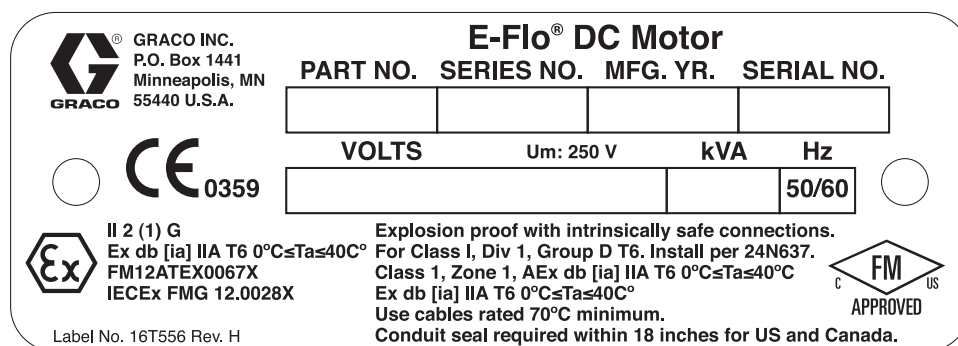 GRACO
®
GRACO INC.
P.O. Box 1441
Minneapolis, MN
55440 U.S.A.
E-Flo® DC Motor
PART NO. SERIES NO. MFG. YR. SERIAL NO.
VOLTS Um: 250 V kVA Hz
50/60
CE 0359
Ex
II 2 (1) G
Ex db [ia] IIA T6 0°C≤Ta≤40C°
FM12ATEX0067X
IECEx FMG 12.0028X
Label No. 16T556 Rev. H
Explosion proof with intrinsically safe connections.
For Class I, Div 1, Group D T6. Install per 24N637.
Class 1, Zone 1, AEx db [ia] IIA T6 0°C≤Ta≤40°C
Ex db [ia] IIA T6 0°C≤Ta≤40C°
Use cables rated 70°C minimum.
Conduit seal required within 18 inches for US and Canada.
C FM US
APPROVED